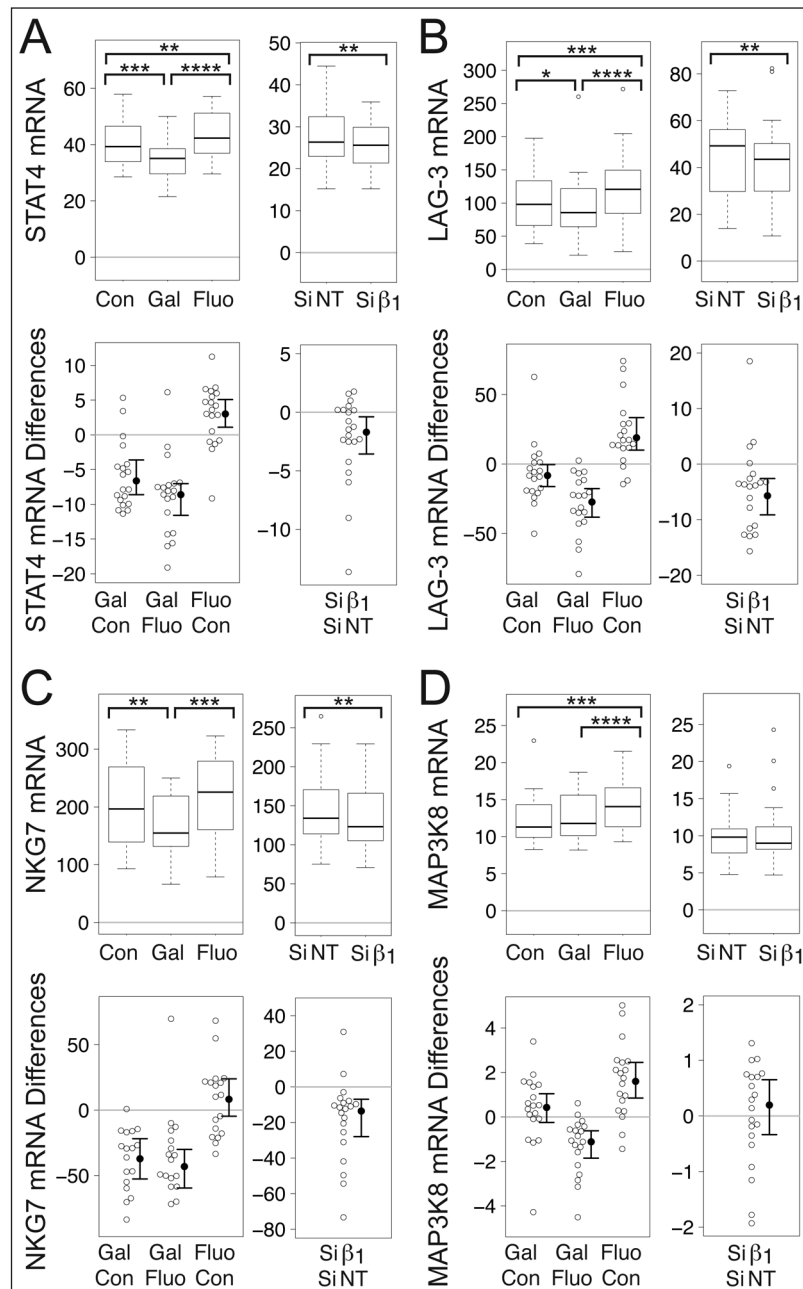 A
STAT4 mRNA
60
40
20
0
**
***
****
Con Gal Fluo
50
40
30
20
10
0
**
SiNT Siβ1
STAT4 mRNA Differences
10
5
0
−5
−10
−15
−20
Gal Gal Fluo
Con Fluo Con
5
0
−5
−10
Siβ1
SiNT
B
LAG-3 mRNA
300
250
200
150
100
50
0
***
*
****
Con Gal Fluo
80
60
40
20
0
**
SiNT Siβ1
LAG-3 mRNA Differences
50
0
−50
Gal Gal Fluo
Con Fluo Con
20
10
0
−10
−20
Siβ1
SiNT
C
NKG7 mRNA
300
200
100
0
**
***
Con Gal Fluo
250
200
150
100
50
0
**
SiNT Siβ1
NKG7 mRNA Differences
50
0
−50
Gal Gal Fluo
Con Fluo Con
40
20
0
−20
−40
−60
−80
Siβ1
SiNT
D
MAP3K8 mRNA
25
20
15
10
5
0
***
****
Con Gal Fluo
25
20
15
10
5
0
SiNT Siβ1
MAP3K8 mRNA Differences
4
2
0
−2
−4
Gal Gal Fluo
Con Fluo Con
2
1
0
−1
−2
Siβ1
SiNT